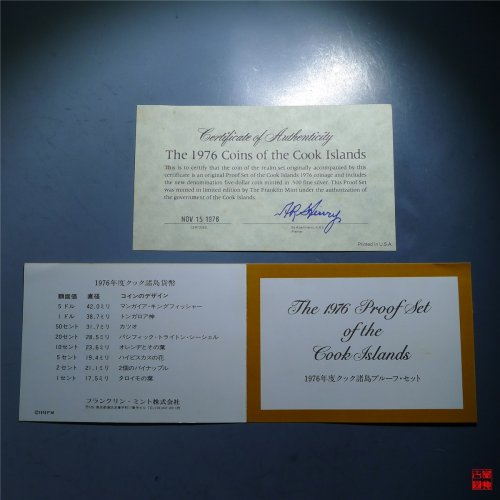 Certificate of Authenticity
The 1976 Coins of the Cook Islands
This is to certify that the coin of the realm set originally accompanied by this
certificate is an original Proof Set of the Cook Islands 1976 coinage and includes
the new denomination five-dollar coin minted in .500 fine silver. This Proof Set
was minted in limited edition by The Franklin Mint under the authorization of
the government of the Cook Islands.
NOV 15 1976
Premier
Printed in U.S.A.
1976年度クック諸島貨幣
額面値 直径 コインのデザイン
5ドル 42.0ミリ マンガイア・キングフィッシャー
1ドル 38.7ミリ トンガロア神
50セント 31.7ミリ カツオ
20セント 28.5ミリ パシフィック・トライトン・シーシェル
10セント 23.6ミリ オレンヂとその葉
5セント 19.4ミリ ハイビスカスの花
2セント 21.1ミリ 2個のパイナップル
1セント 17.5ミリ タロイモの葉
フランクリン・ミント株式会社
The 1976 Proof Set
of the
Cook Islands
1976年度クック諸島プルーフ・セット